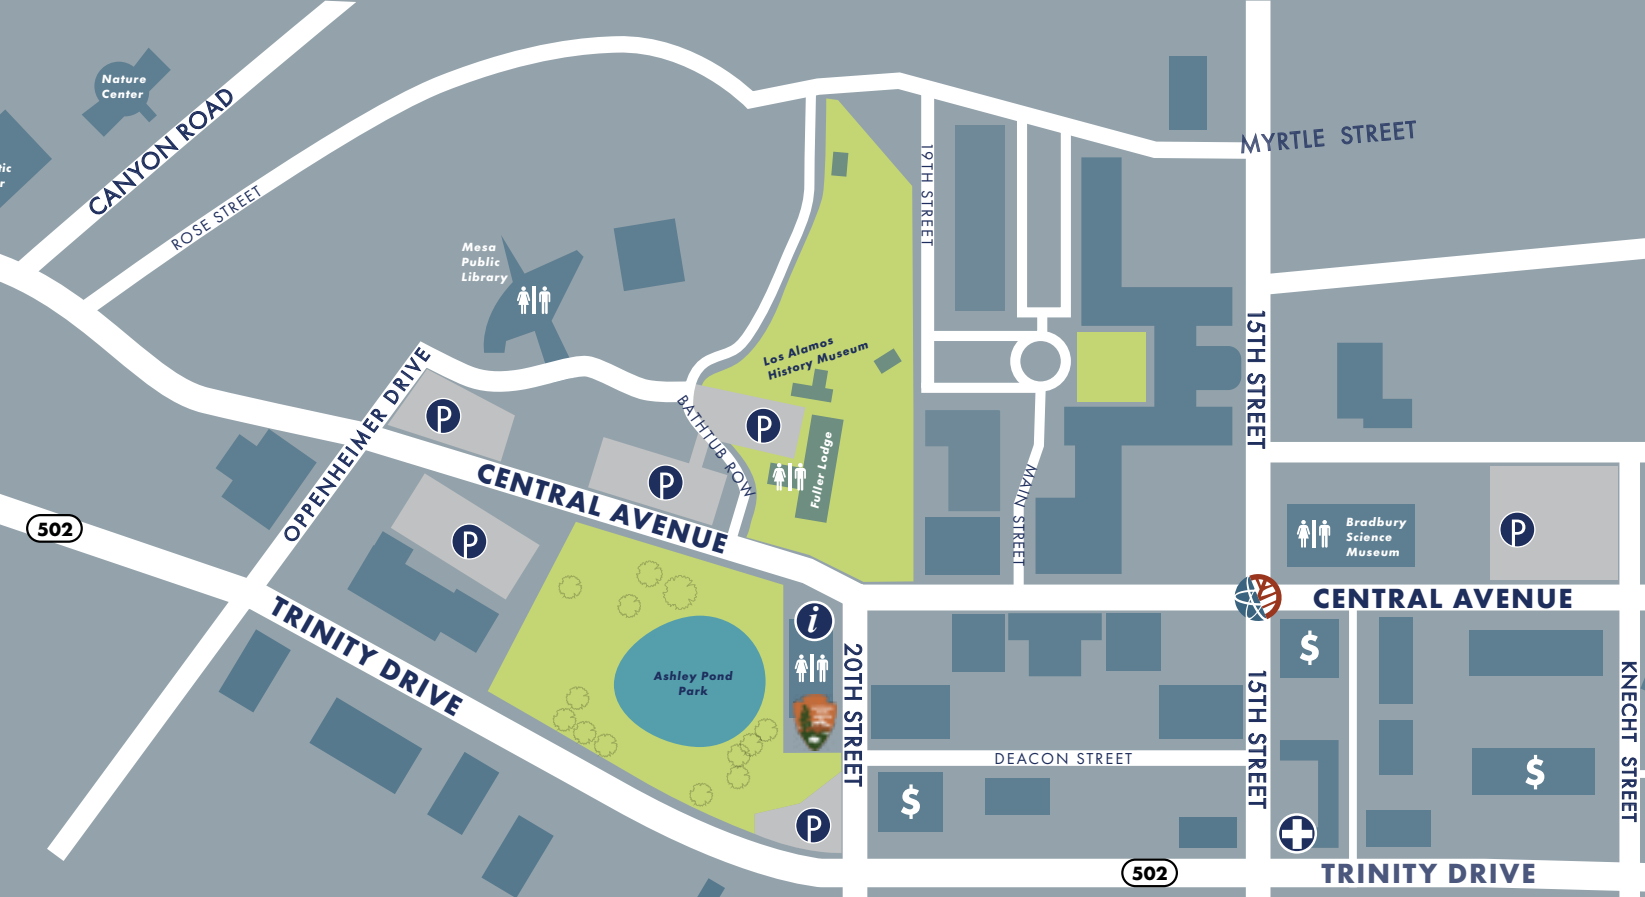 Nature
Center
CANYON ROAD
tic
r
ROSE STREET
MYRTLE STREET
19TH STREET
Mesa
Public
Library
Los Alamos
History Museum
15TH STREET
OPPENHEIMER DRIVE
P
P
P
BATHTUB ROW
Fuller Lodge
CENTRAL AVENUE
MAIN STREET
502
P
Bradbury
Science
Museum
P
CENTRAL AVENUE
TRINITY DRIVE
i
Ashley Pond
Park
20TH STREET
15TH STREET
$
KNECHT STREET
DEACON STREET
$
$
P
502
TRINITY DRIVE